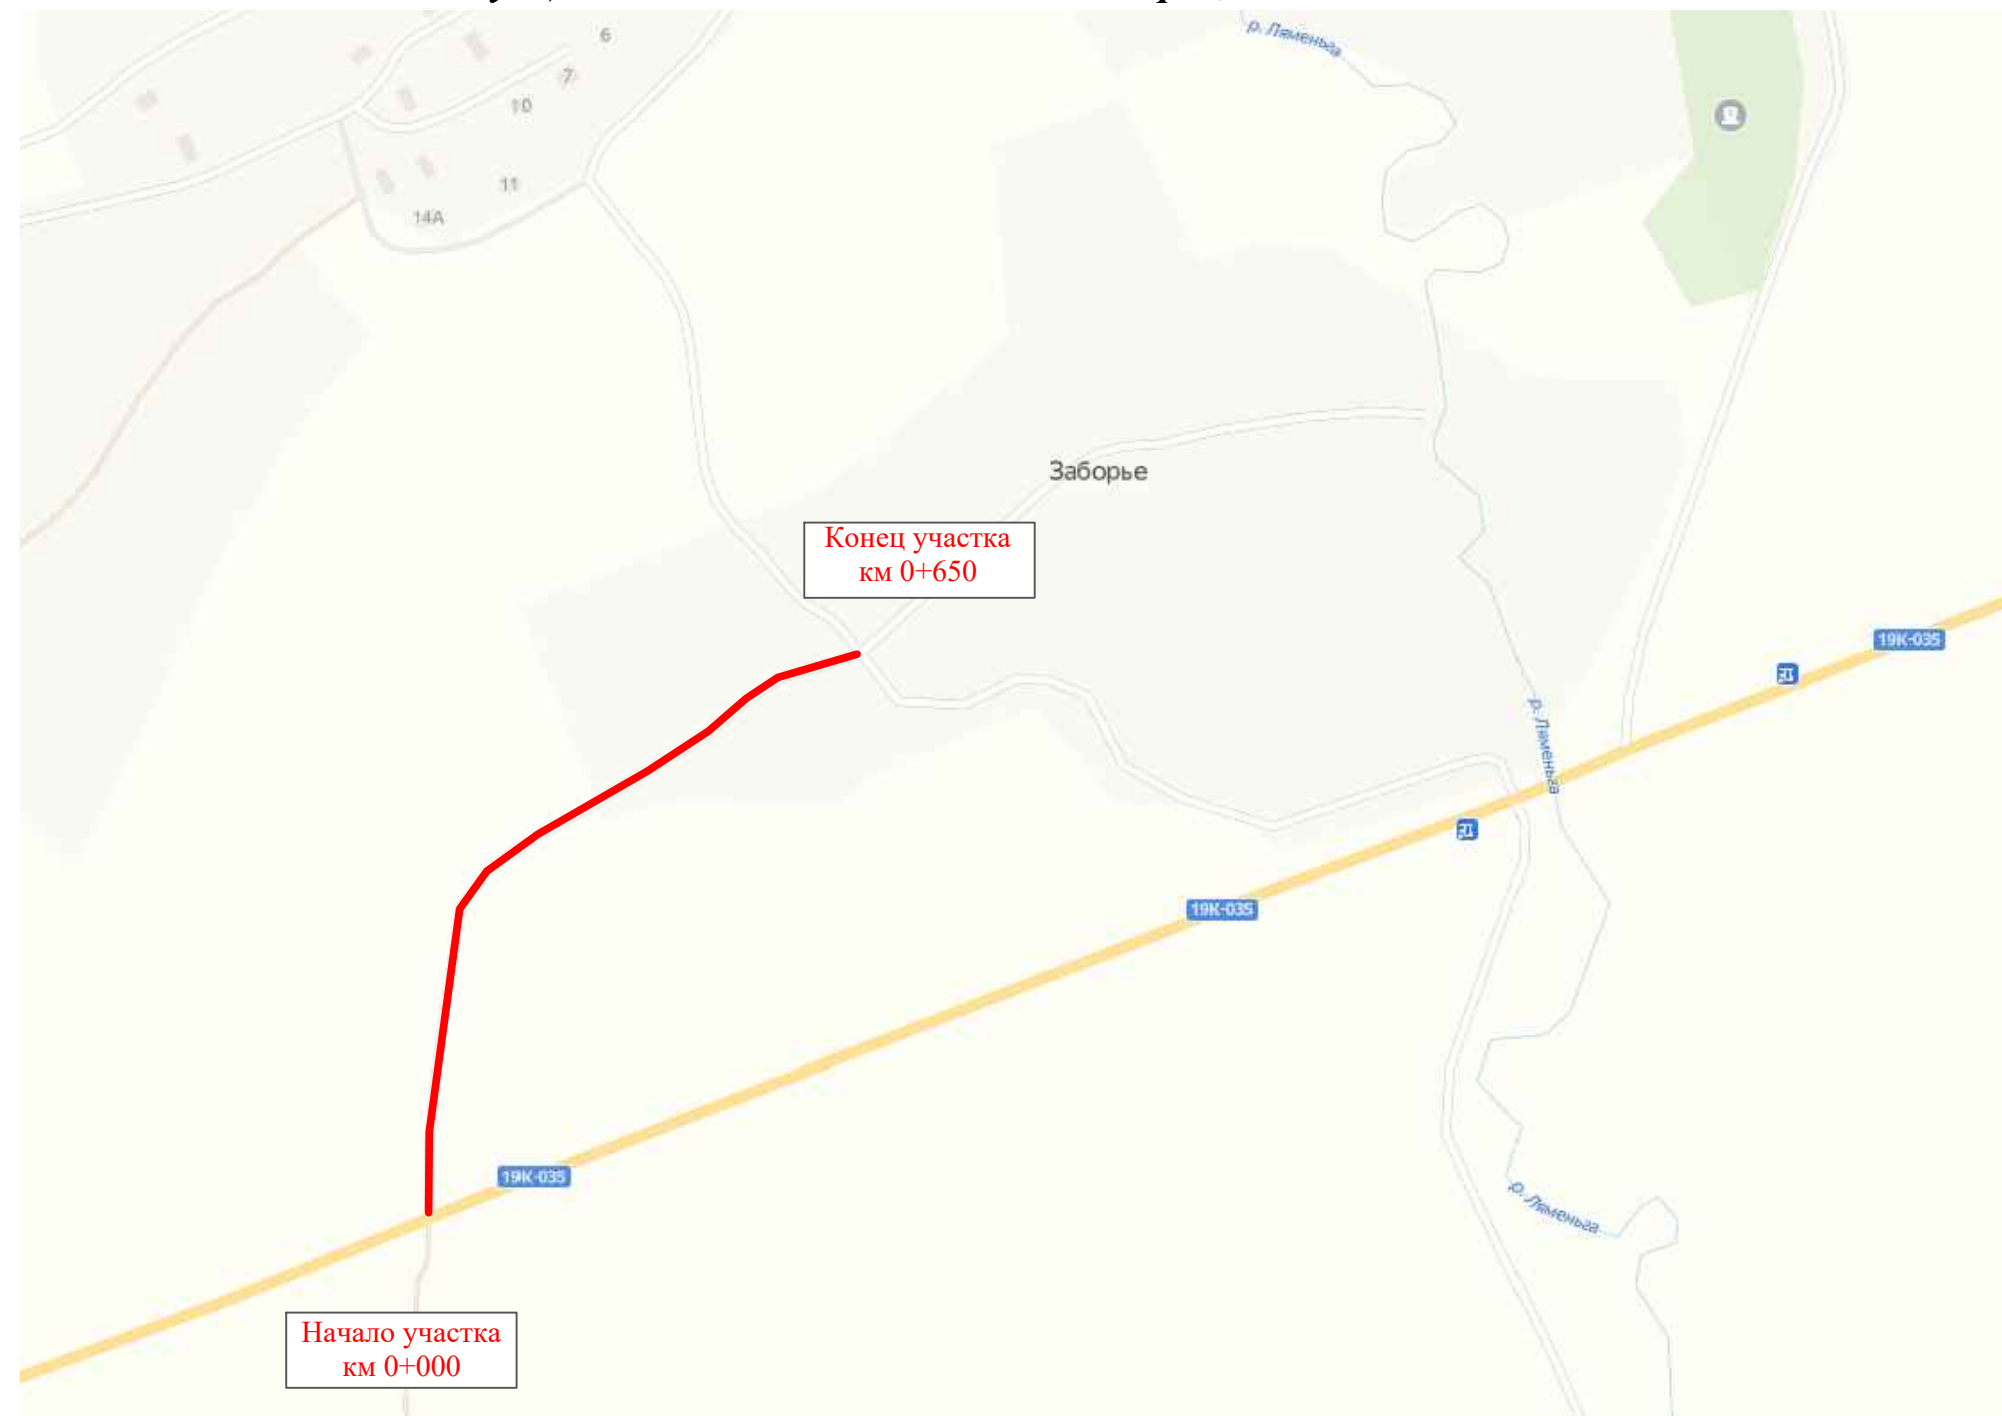 6
р. Ляменьга
7
10
11
14А
Заборье
Конец участка
км 0+650
19К-035
р. Ляменьга
19К-035
19К-035
р. Ляменьга
Начало участка
км 0+000